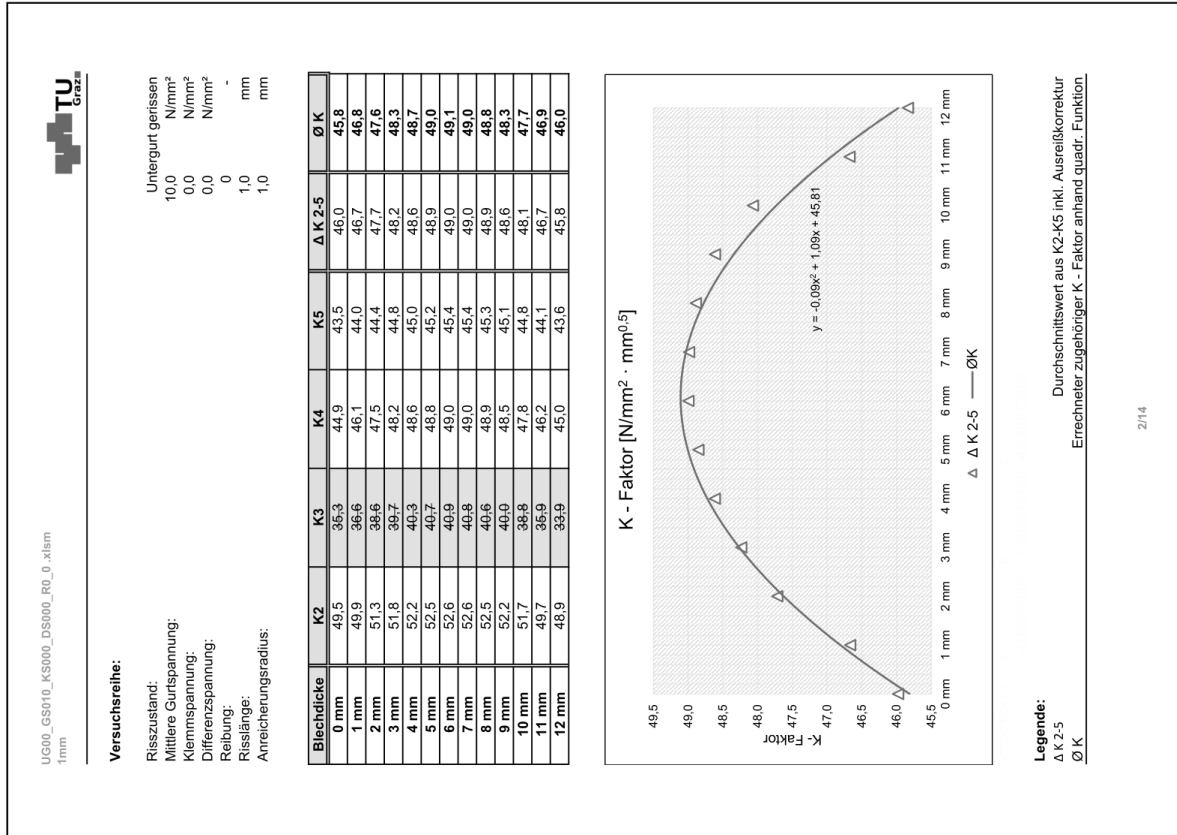 UG00_GS010_KS000_DS000_R0_0 .xlsm
1mm
TU
Graz
Versuchsreihe:
Risszustand: Untergurt gerissen
Mittlere Gurtspannung: 10,0 N/mm²
Klemmspannung: 0,0 N/mm²
Differenzspannung: 0,0 N/mm²
Reibung: 0 -
Risslänge: 1,0 mm
Anreicherungsradius: 1,0 mm
Blechdicke K2 K3 K4 K5 Δ K 2-5 Ø K
0 mm 49,5 35,3 44,9 43,5 46,0 45,8
1 mm 49,9 36,6 46,1 44,0 46,7 46,8
2 mm 51,3 38,6 47,5 44,4 47,7 47,6
3 mm 51,8 39,7 48,2 44,8 48,2 48,3
4 mm 52,2 40,3 48,6 45,0 48,6 48,7
5 mm 52,5 40,7 48,8 45,2 48,9 49,0
6 mm 52,6 40,9 49,0 45,4 49,0 49,1
7 mm 52,6 40,8 49,0 45,4 49,0 49,0
8 mm 52,5 40,6 48,9 45,3 48,9 48,8
9 mm 52,2 40,0 48,5 45,1 48,6 48,3
10 mm 51,7 38,8 47,8 44,8 48,1 47,7
11 mm 49,7 35,9 46,2 44,1 46,7 46,9
12 mm 48,9 33,9 45,0 43,6 45,8 46,0
K - Faktor [N/mm² · mm⁰,⁵]
K- Faktor
49,5
49,0
48,5
48,0
47,5
47,0
46,5
46,0
45,5
y = -0,09x² + 1,09x + 45,81
0 mm 1 mm 2 mm 3 mm 4 mm 5 mm 6 mm 7 mm 8 mm 9 mm 10 mm 11 mm 12 mm
Δ K 2-5 ØK
Legende:
Δ K 2-5 Durchschnittswert aus K2-K5 inkl. Ausreißkorrektur
Ø K Errechneter zugehöriger K - Faktor anhand quadr. Funktion
2/14